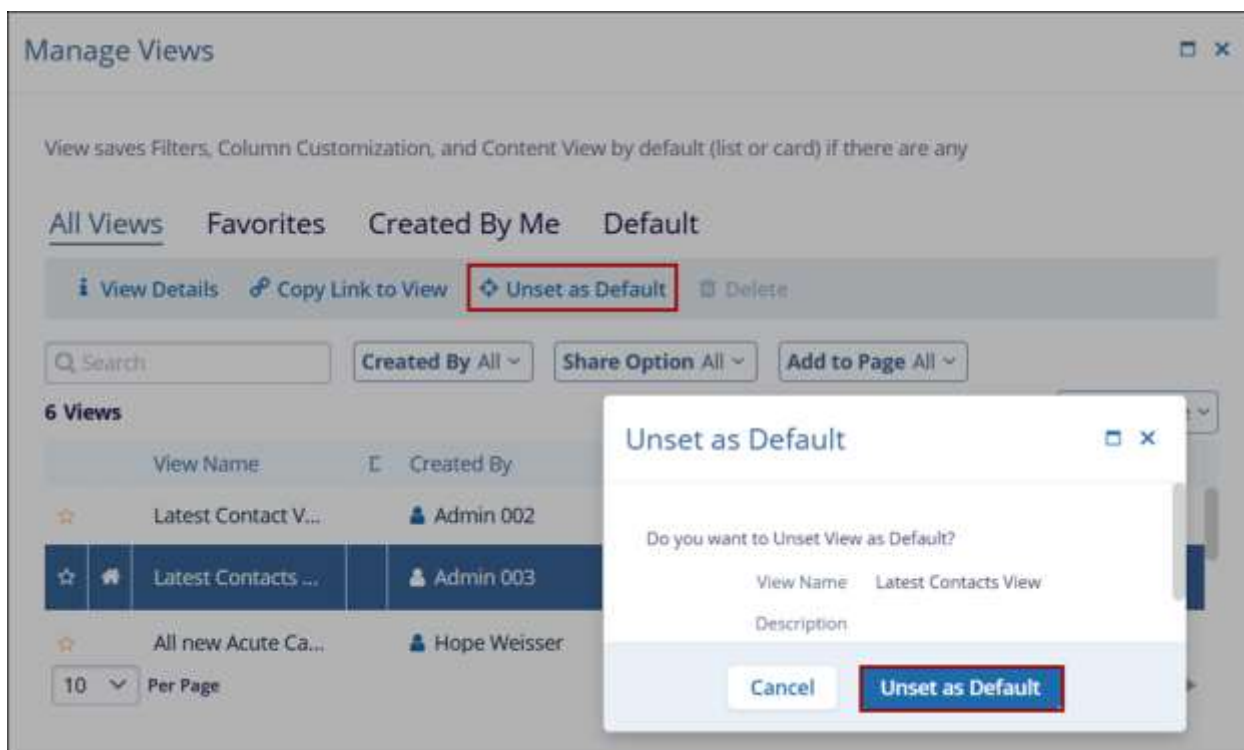 Manage Views
View saves Filters, Column Customization, and Content View by default (list or card) if there are any
All Views Favorites Created By Me Default
View Details Copy Link to View Unset as Default Delete
Search Created By All Share Option All Add to Page All
6 Views
View Name Created By
Latest Contact V... Admin 002
Latest Contacts ... Admin 003
All new Acute Ca... Hope Weisser
10 Per Page
Unset as Default
Do you want to Unset View as Default?
View Name Latest Contacts View
Description
Cancel Unset as Default